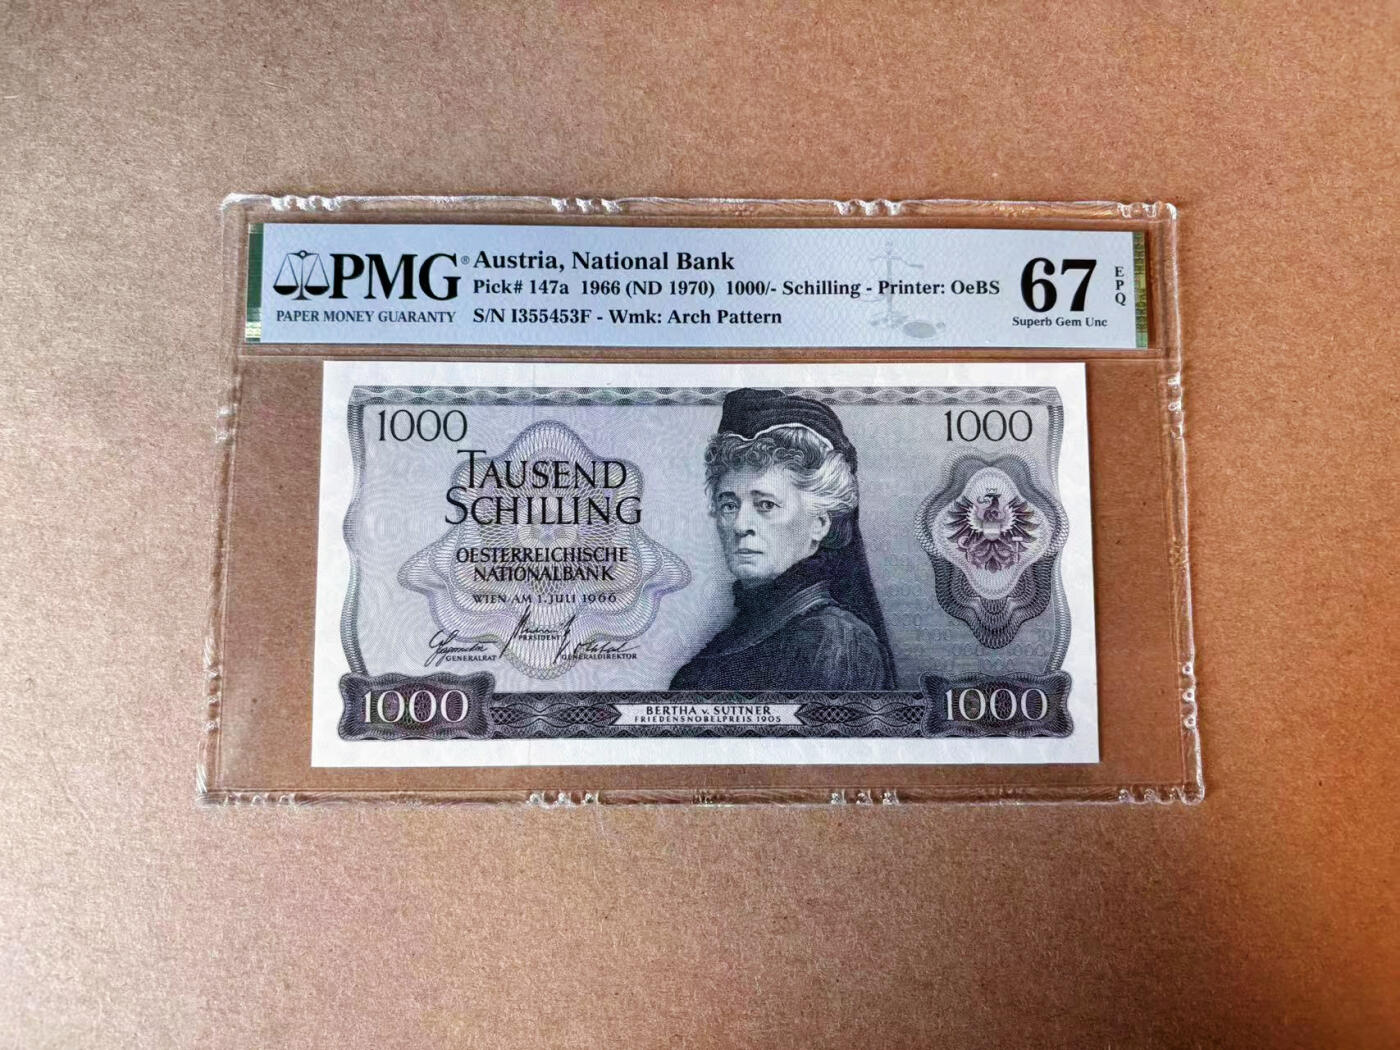 PMG®
PAPER MONEY GUARANTY
Austria, National Bank
Pick# 147a 1966 (ND 1970) 1000/- Schilling - Printer: OeBS
S/N I355453F - Wmk: Arch Pattern
67
EPQ
Superb Gem Unc
1000
1000
TAUSEND
SCHILLING
OESTERREICHISCHE
NATIONALBANK
WIEN AM 1. JULI 1966
PRÄSIDENT
GENERALRAT
GENERALDIREKTOR
1000
BERTHA v. SUTTNER
FRIEDENSNOBELPREIS 1905
1000